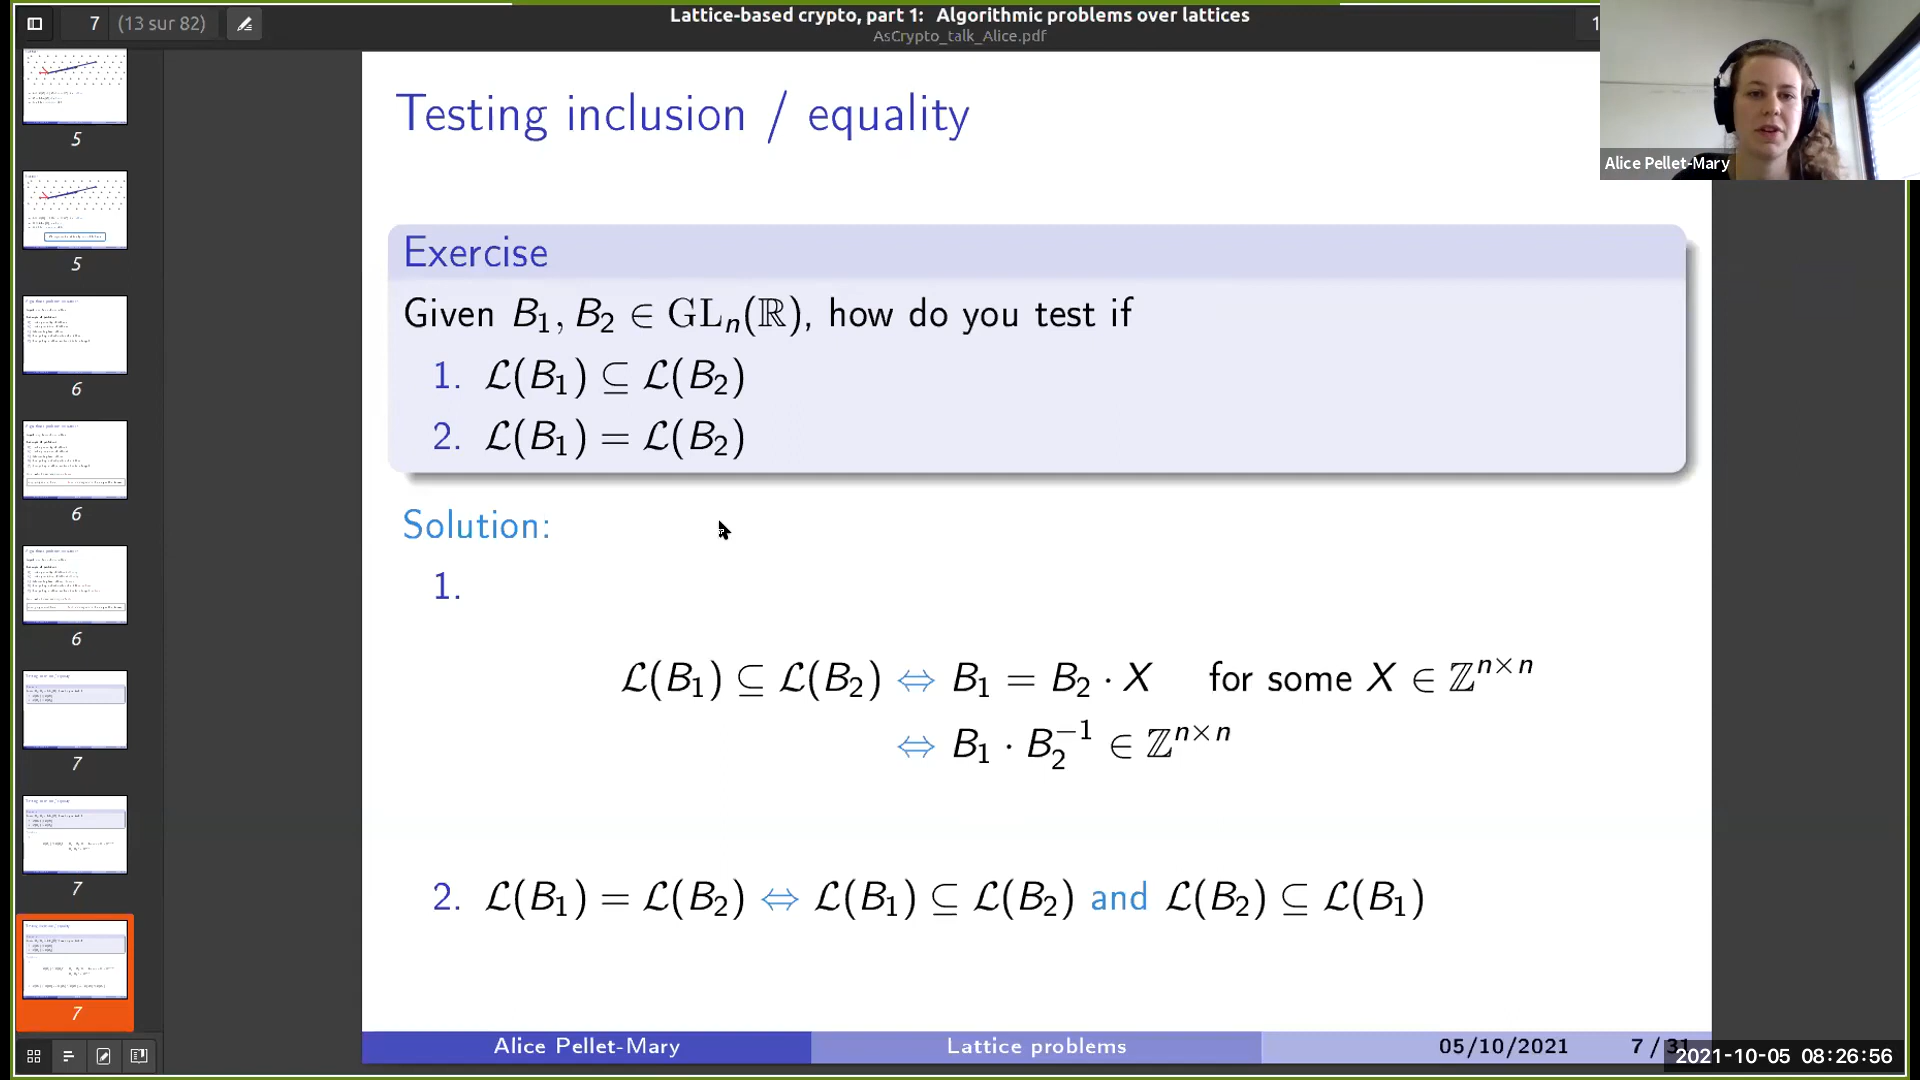 7 (13 sur 82)
Lattice-based crypto, part 1: Algorithmic problems over lattices
AsCrypto_talk_Alice.pdf
Alice Pellet-Mary
5
5
6
6
6
7
7
7
Testing inclusion / equality
Exercise
Given B₁, B₂ ∈ GLₙ(ℝ), how do you test if
1. ℒ(B₁) ⊆ ℒ(B₂)
2. ℒ(B₁) = ℒ(B₂)
Solution:
1.
ℒ(B₁) ⊆ ℒ(B₂) ⇔ B₁ = B₂ · X for some X ∈ ℤⁿˣⁿ
⇔ B₁ · B₂⁻¹ ∈ ℤⁿˣⁿ
2. ℒ(B₁) = ℒ(B₂) ⇔ ℒ(B₁) ⊆ ℒ(B₂) and ℒ(B₂) ⊆ ℒ(B₁)
Alice Pellet-Mary Lattice problems 05/10/2021 7 / 31
2021-10-05 08:26:56